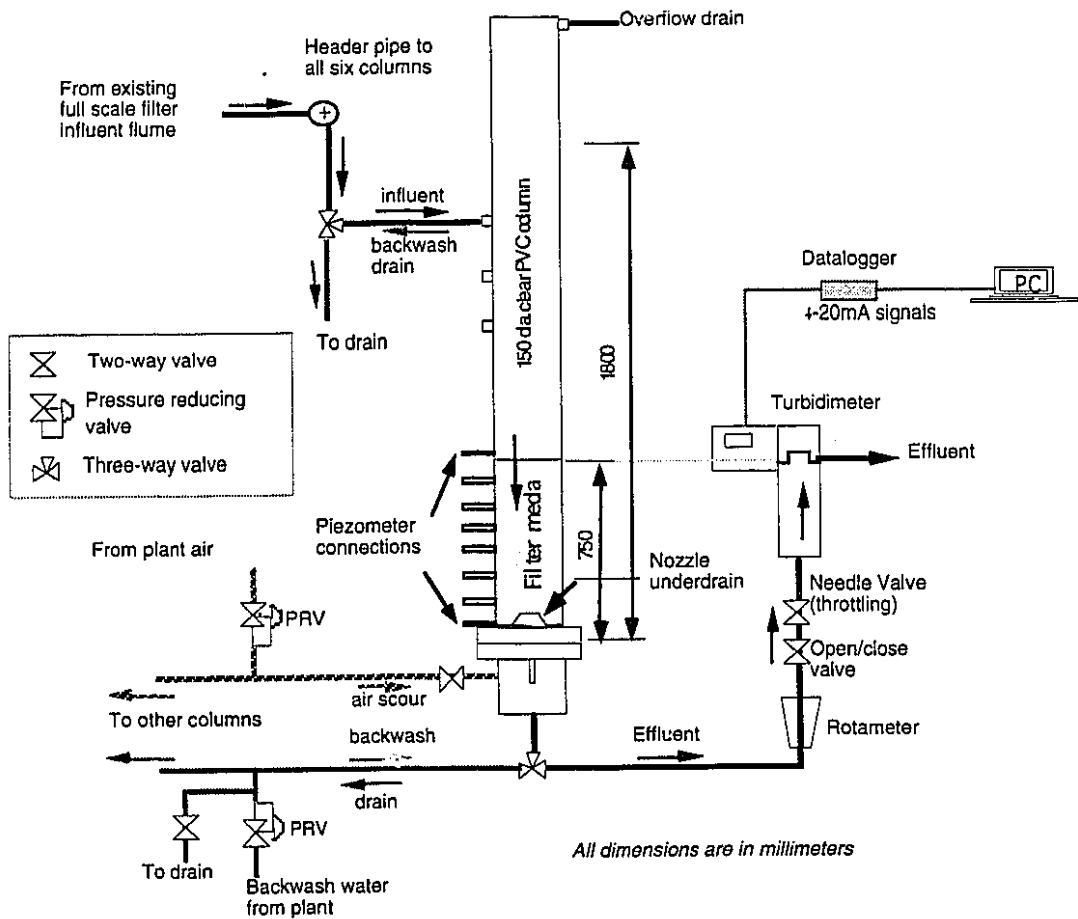 Overflow drain
Header pipe to
all six columns
From existing
full scale filter
influent flume
influent
backwash
drain
To drain
150 da.clear PVC column
1800
Datalogger
PC
4-20mA signals
Two-way valve
Pressure reducing
valve
Three-way valve
Turbidimeter
Effluent
Piezometer
connections
Filter meda
750
Nozzle
underdrain
From plant air
PRV
Needle Valve
(throttling)
Open/close
valve
air scour
To other columns
backwash
Effluent
Rotameter
drain
PRV
To drain
Backwash water
from plant
All dimensions are in millimeters